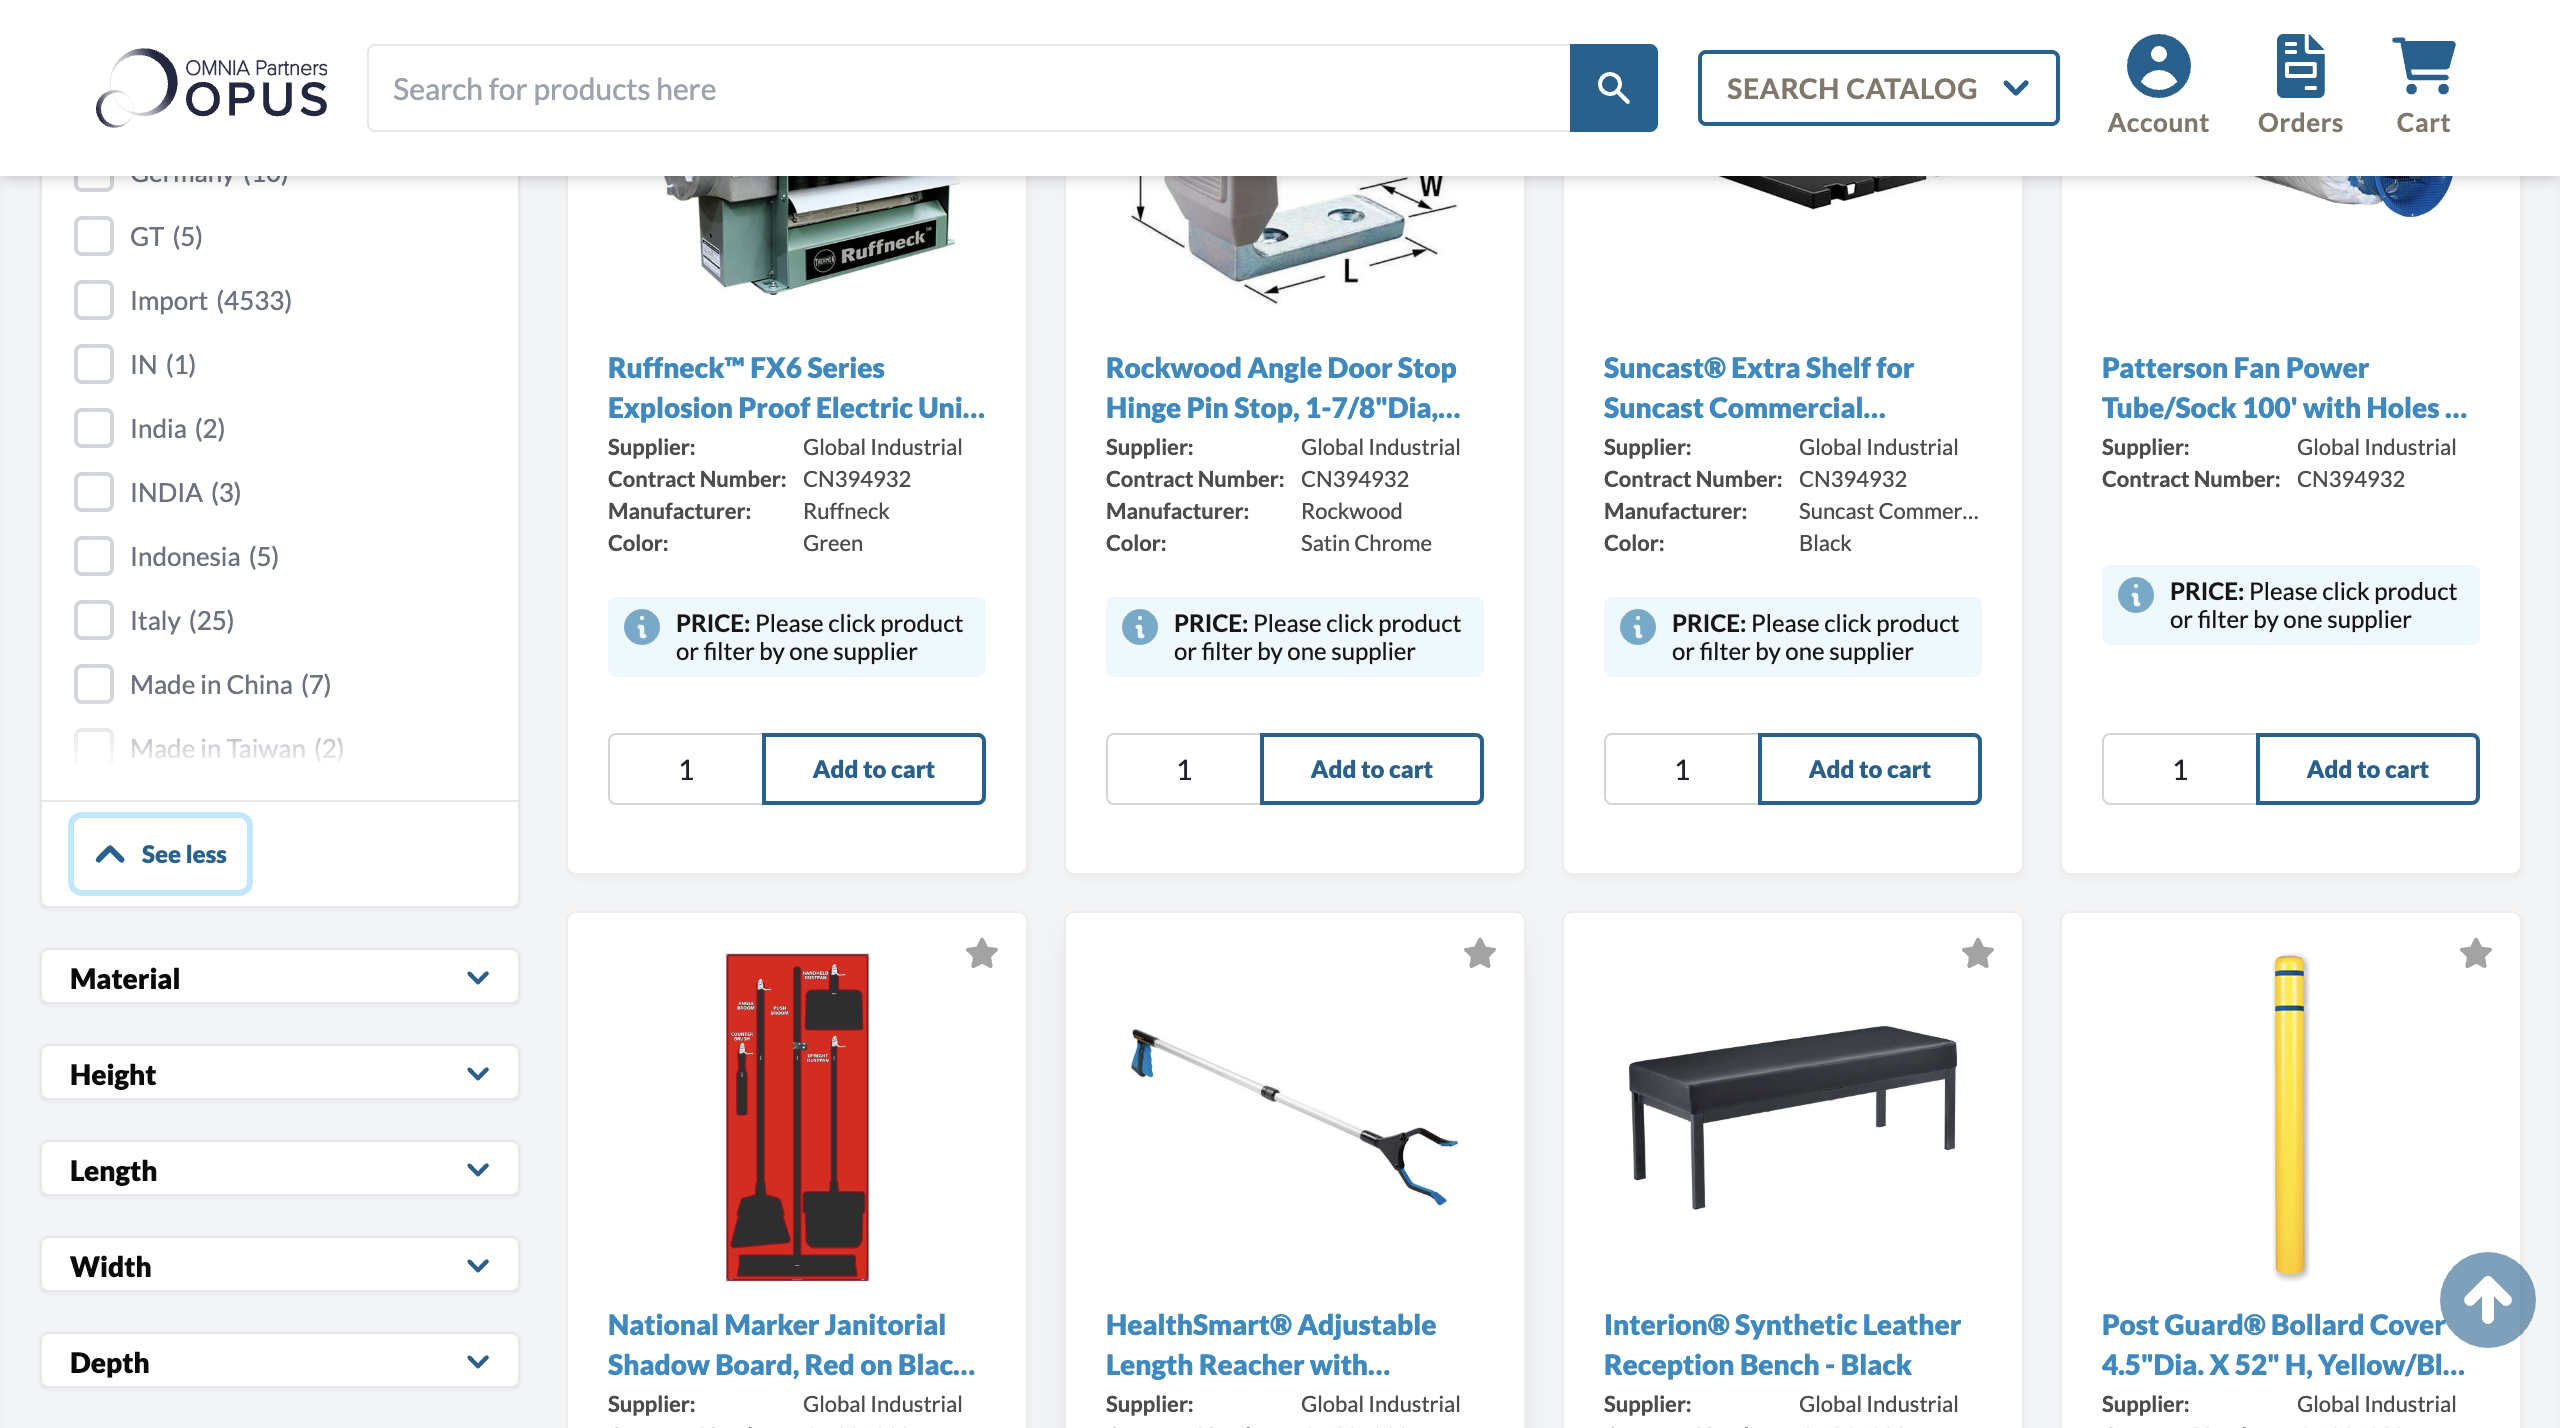 OMNIA Partners
OPUS
Search for products here
SEARCH CATALOG
Account
Orders
Cart
Germany (10)
GT (5)
Import (4533)
IN (1)
India (2)
INDIA (3)
Indonesia (5)
Italy (25)
Made in China (7)
Made in Taiwan (2)
See less
Material
Height
Length
Width
Depth
Ruffneck
Ruffneck™ FX6 Series
Explosion Proof Electric Uni...
Supplier: Global Industrial
Contract Number: CN394932
Manufacturer: Ruffneck
Color: Green
PRICE: Please click product
or filter by one supplier
1
Add to cart
W
L
Rockwood Angle Door Stop
Hinge Pin Stop, 1-7/8"Dia,...
Supplier: Global Industrial
Contract Number: CN394932
Manufacturer: Rockwood
Color: Satin Chrome
PRICE: Please click product
or filter by one supplier
1
Add to cart
Suncast® Extra Shelf for
Suncast Commercial...
Supplier: Global Industrial
Contract Number: CN394932
Manufacturer: Suncast Commer...
Color: Black
PRICE: Please click product
or filter by one supplier
1
Add to cart
Patterson Fan Power
Tube/Sock 100' with Holes ...
Supplier: Global Industrial
Contract Number: CN394932
PRICE: Please click product
or filter by one supplier
1
Add to cart
HANDHELD
DUSTPAN
ANGLE
BROOM
PUSH
BROOM
COUNTER
BRUSH
UPRIGHT
DUSTPAN
National Marker Janitorial
Shadow Board, Red on Blac...
Supplier: Global Industrial
HealthSmart® Adjustable
Length Reacher with...
Supplier: Global Industrial
Interion® Synthetic Leather
Reception Bench - Black
Supplier: Global Industrial
Post Guard® Bollard Cover
4.5"Dia. X 52" H, Yellow/Bl...
Supplier: Global Industrial